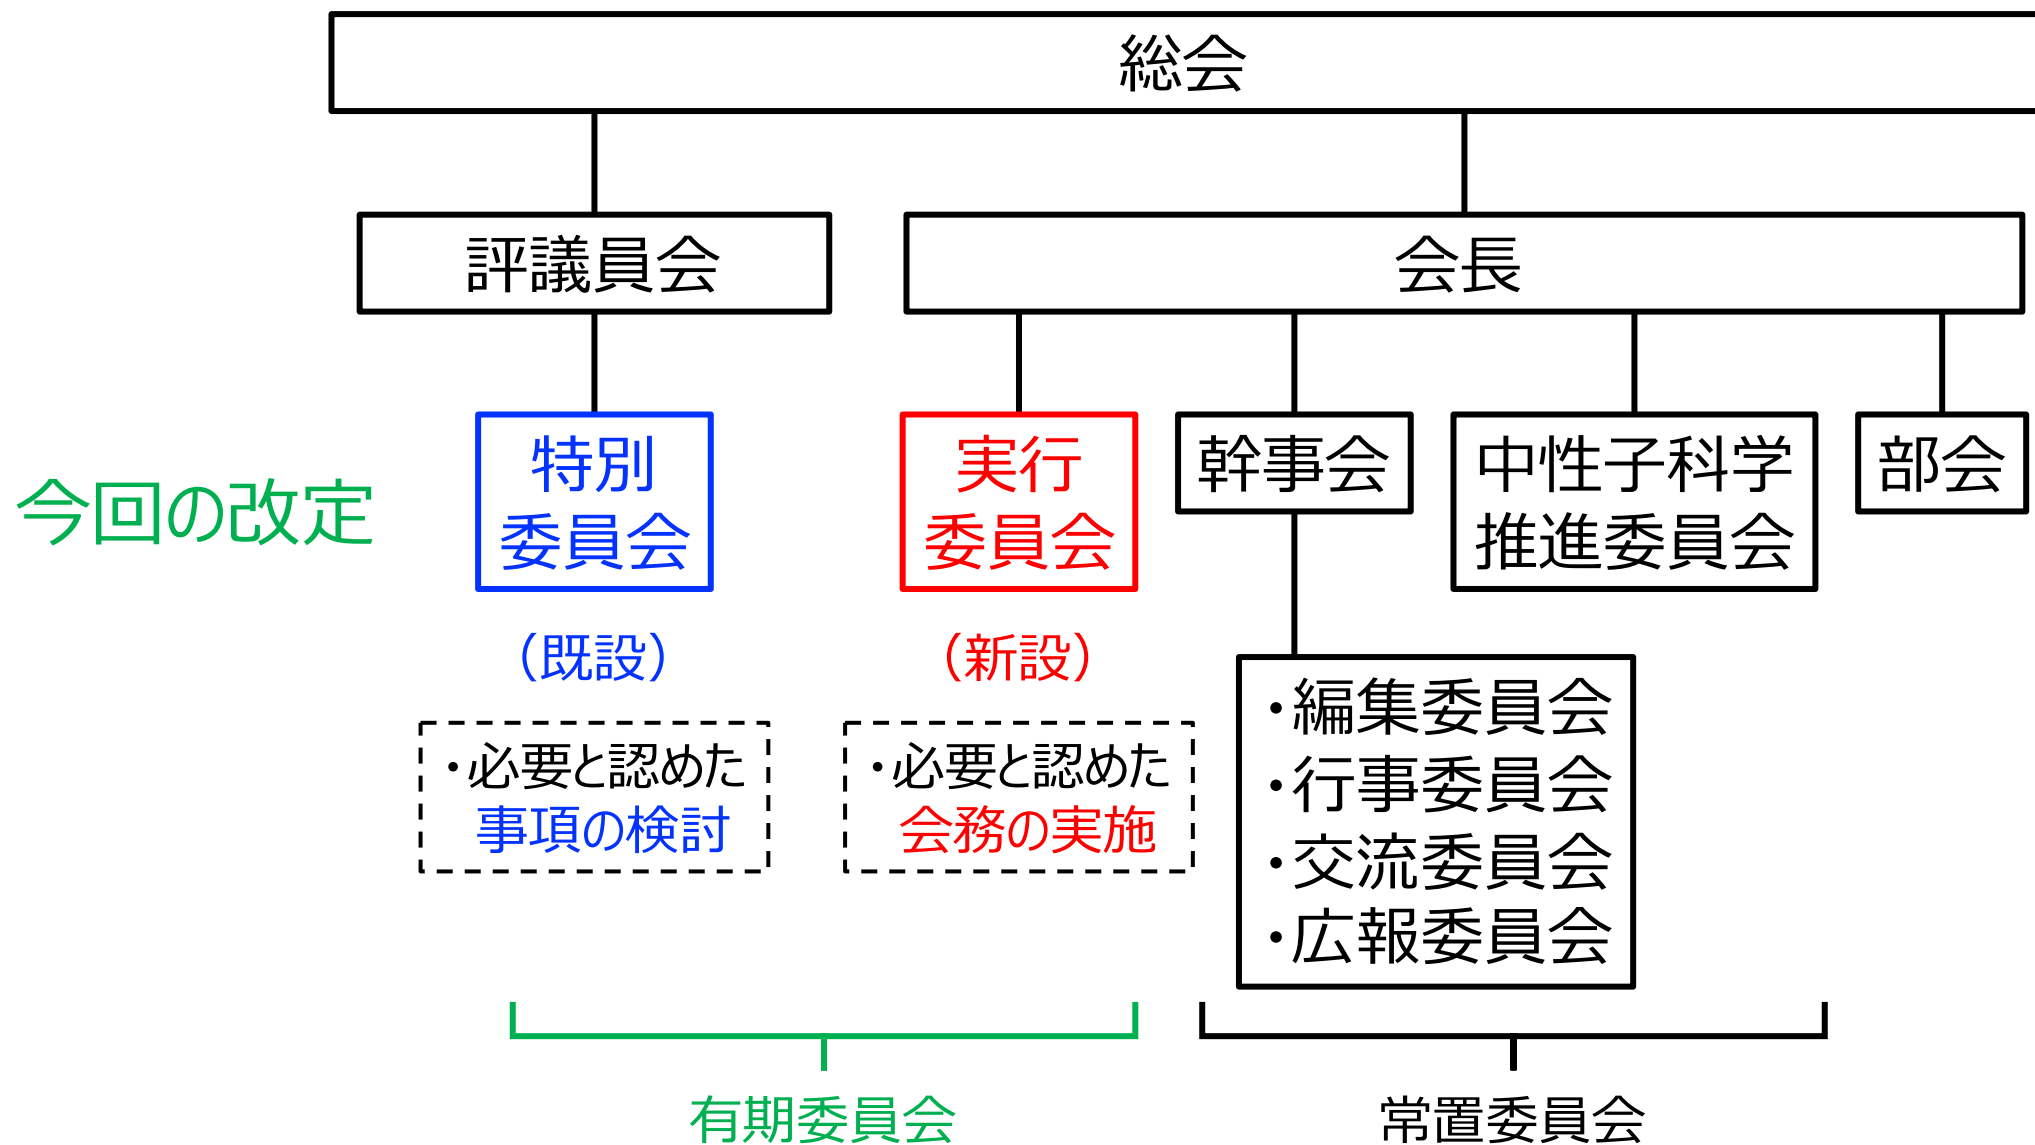 総会
評議員会
会長
今回の改定
特別
委員会
（既設）
・必要と認めた
事項の検討
実行
委員会
（新設）
・必要と認めた
会務の実施
幹事会
中性子科学
推進委員会
部会
・編集委員会
・行事委員会
・交流委員会
・広報委員会
有期委員会
常置委員会